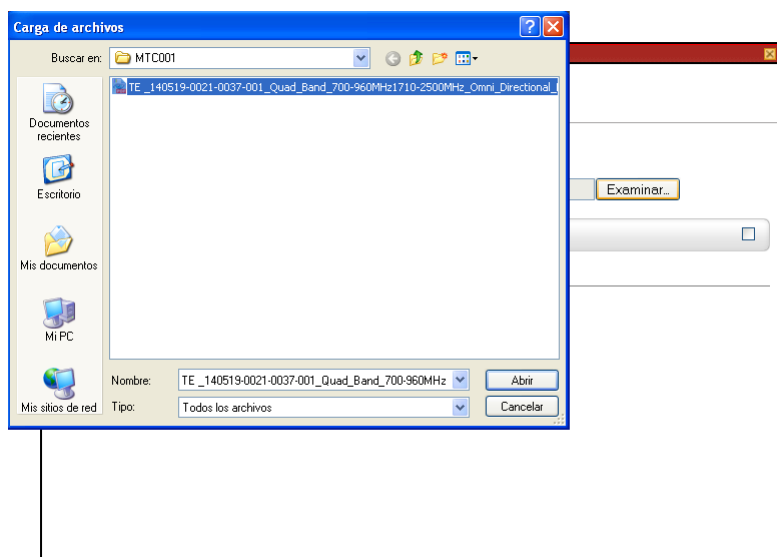 Carga de archivos
Buscar en: MTC001
TE _140519-0021-0037-001_Quad_Band_700-960MHz1710-2500MHz_Omni_Directional_
Documentos
recientes
Escritorio
Examinar...
Mis documentos
Mi PC
Mis sitios de red
Nombre: TE _140519-0021-0037-001_Quad_Band_700-960MHz Abrir
Tipo: Todos los archivos Cancelar